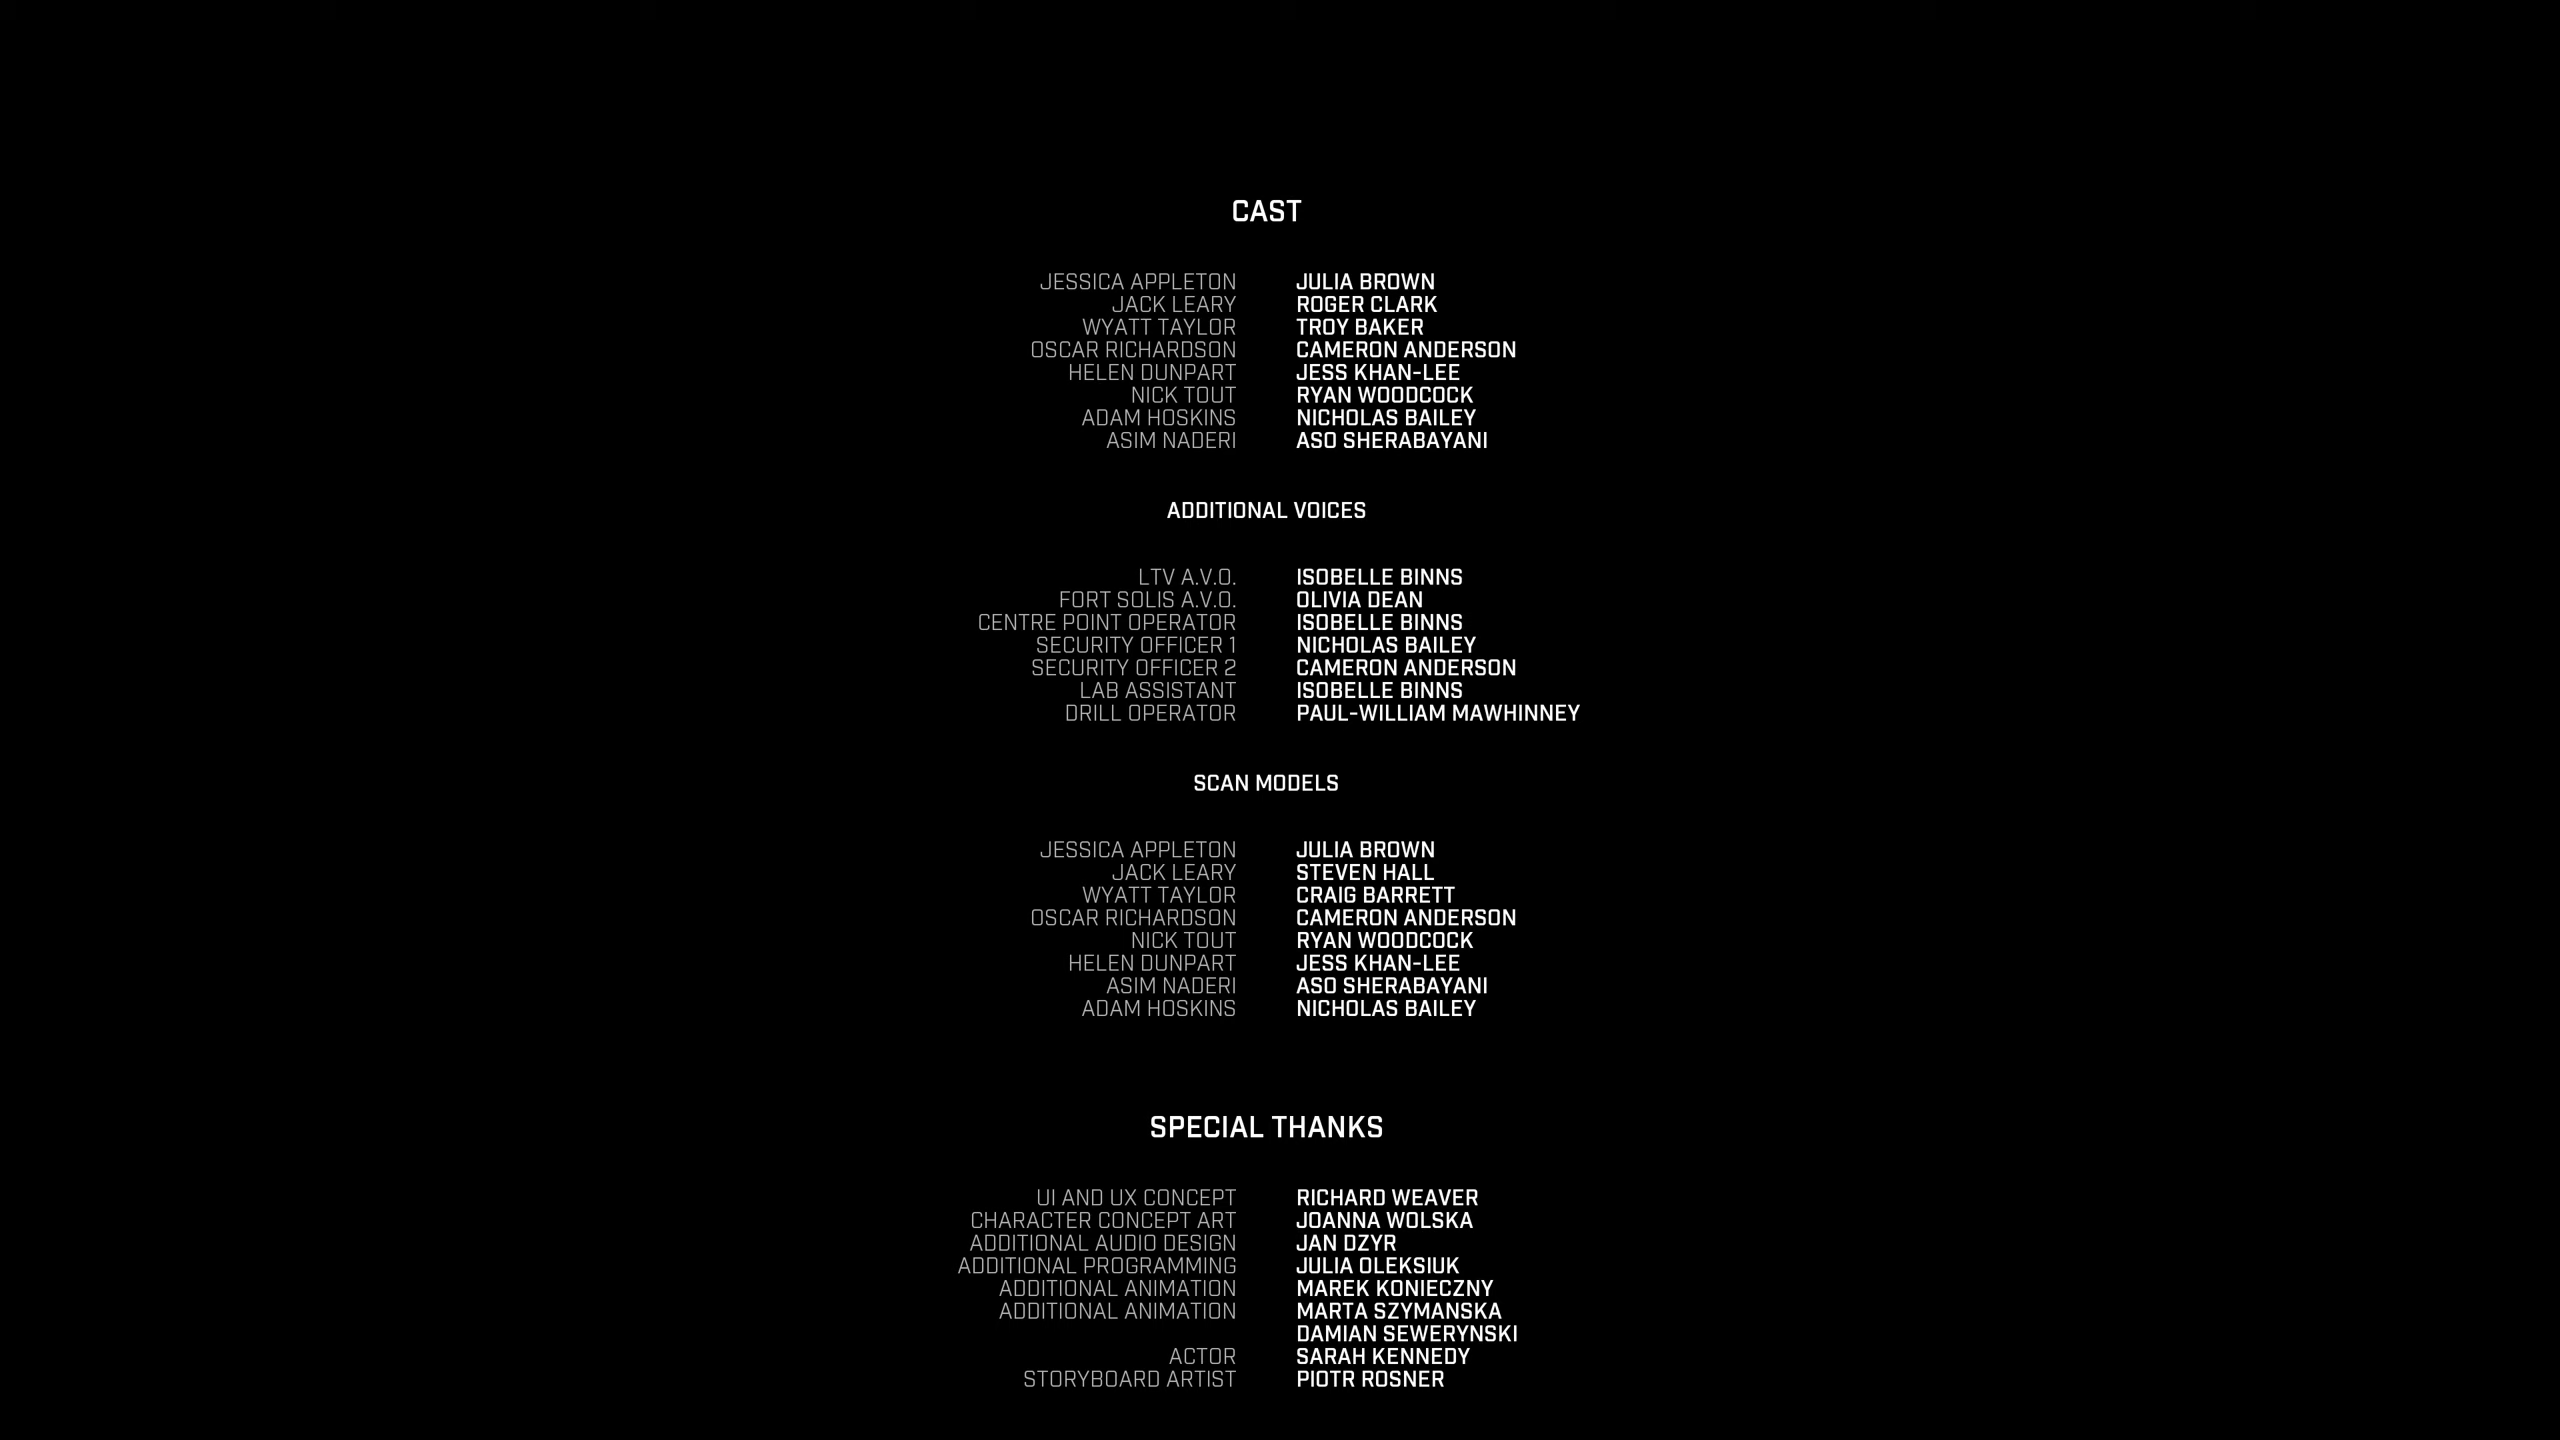 CAST
JESSICA APPLETON JULIA BROWN
JACK LEARY ROGER CLARK
WYATT TAYLOR TROY BAKER
OSCAR RICHARDSON CAMERON ANDERSON
HELEN DUNPART JESS KHAN-LEE
NICK TOUT RYAN WOODCOCK
ADAM HOSKINS NICHOLAS BAILEY
ASIM NADERI ASO SHERABAYANI
ADDITIONAL VOICES
LTV A.V.O. ISOBELLE BINNS
FORT SOLIS A.V.O. OLIVIA DEAN
CENTRE POINT OPERATOR ISOBELLE BINNS
SECURITY OFFICER 1 NICHOLAS BAILEY
SECURITY OFFICER 2 CAMERON ANDERSON
LAB ASSISTANT ISOBELLE BINNS
DRILL OPERATOR PAUL-WILLIAM MAWHINNEY
SCAN MODELS
JESSICA APPLETON JULIA BROWN
JACK LEARY STEVEN HALL
WYATT TAYLOR CRAIG BARRETT
OSCAR RICHARDSON CAMERON ANDERSON
NICK TOUT RYAN WOODCOCK
HELEN DUNPART JESS KHAN-LEE
ASIM NADERI ASO SHERABAYANI
ADAM HOSKINS NICHOLAS BAILEY
SPECIAL THANKS
UI AND UX CONCEPT RICHARD WEAVER
CHARACTER CONCEPT ART JOANNA WOLSKA
ADDITIONAL AUDIO DESIGN JAN DZYR
ADDITIONAL PROGRAMMING JULIA OLEKSIUK
ADDITIONAL ANIMATION MAREK KONIECZNY
ADDITIONAL ANIMATION MARTA SZYMANSKA
DAMIAN SEWERYNSKI
ACTOR SARAH KENNEDY
STORYBOARD ARTIST PIOTR ROSNER